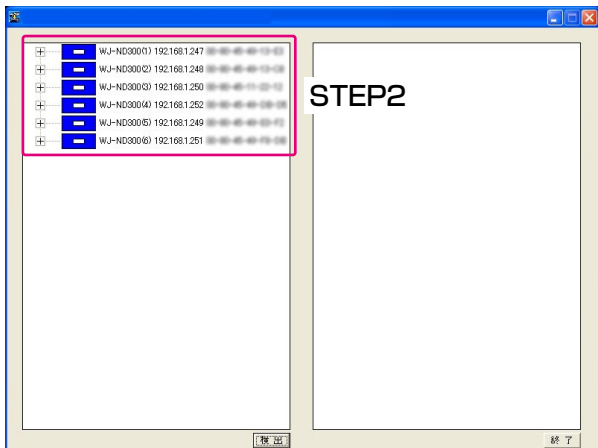 WJ-ND300(1) 192.168.1.247
WJ-ND300(2) 192.168.1.248
WJ-ND300(3) 192.168.1.250
WJ-ND300(4) 192.168.1.252
WJ-ND300(5) 192.168.1.249
WJ-ND300(6) 192.168.1.251
STEP2
検出
終了